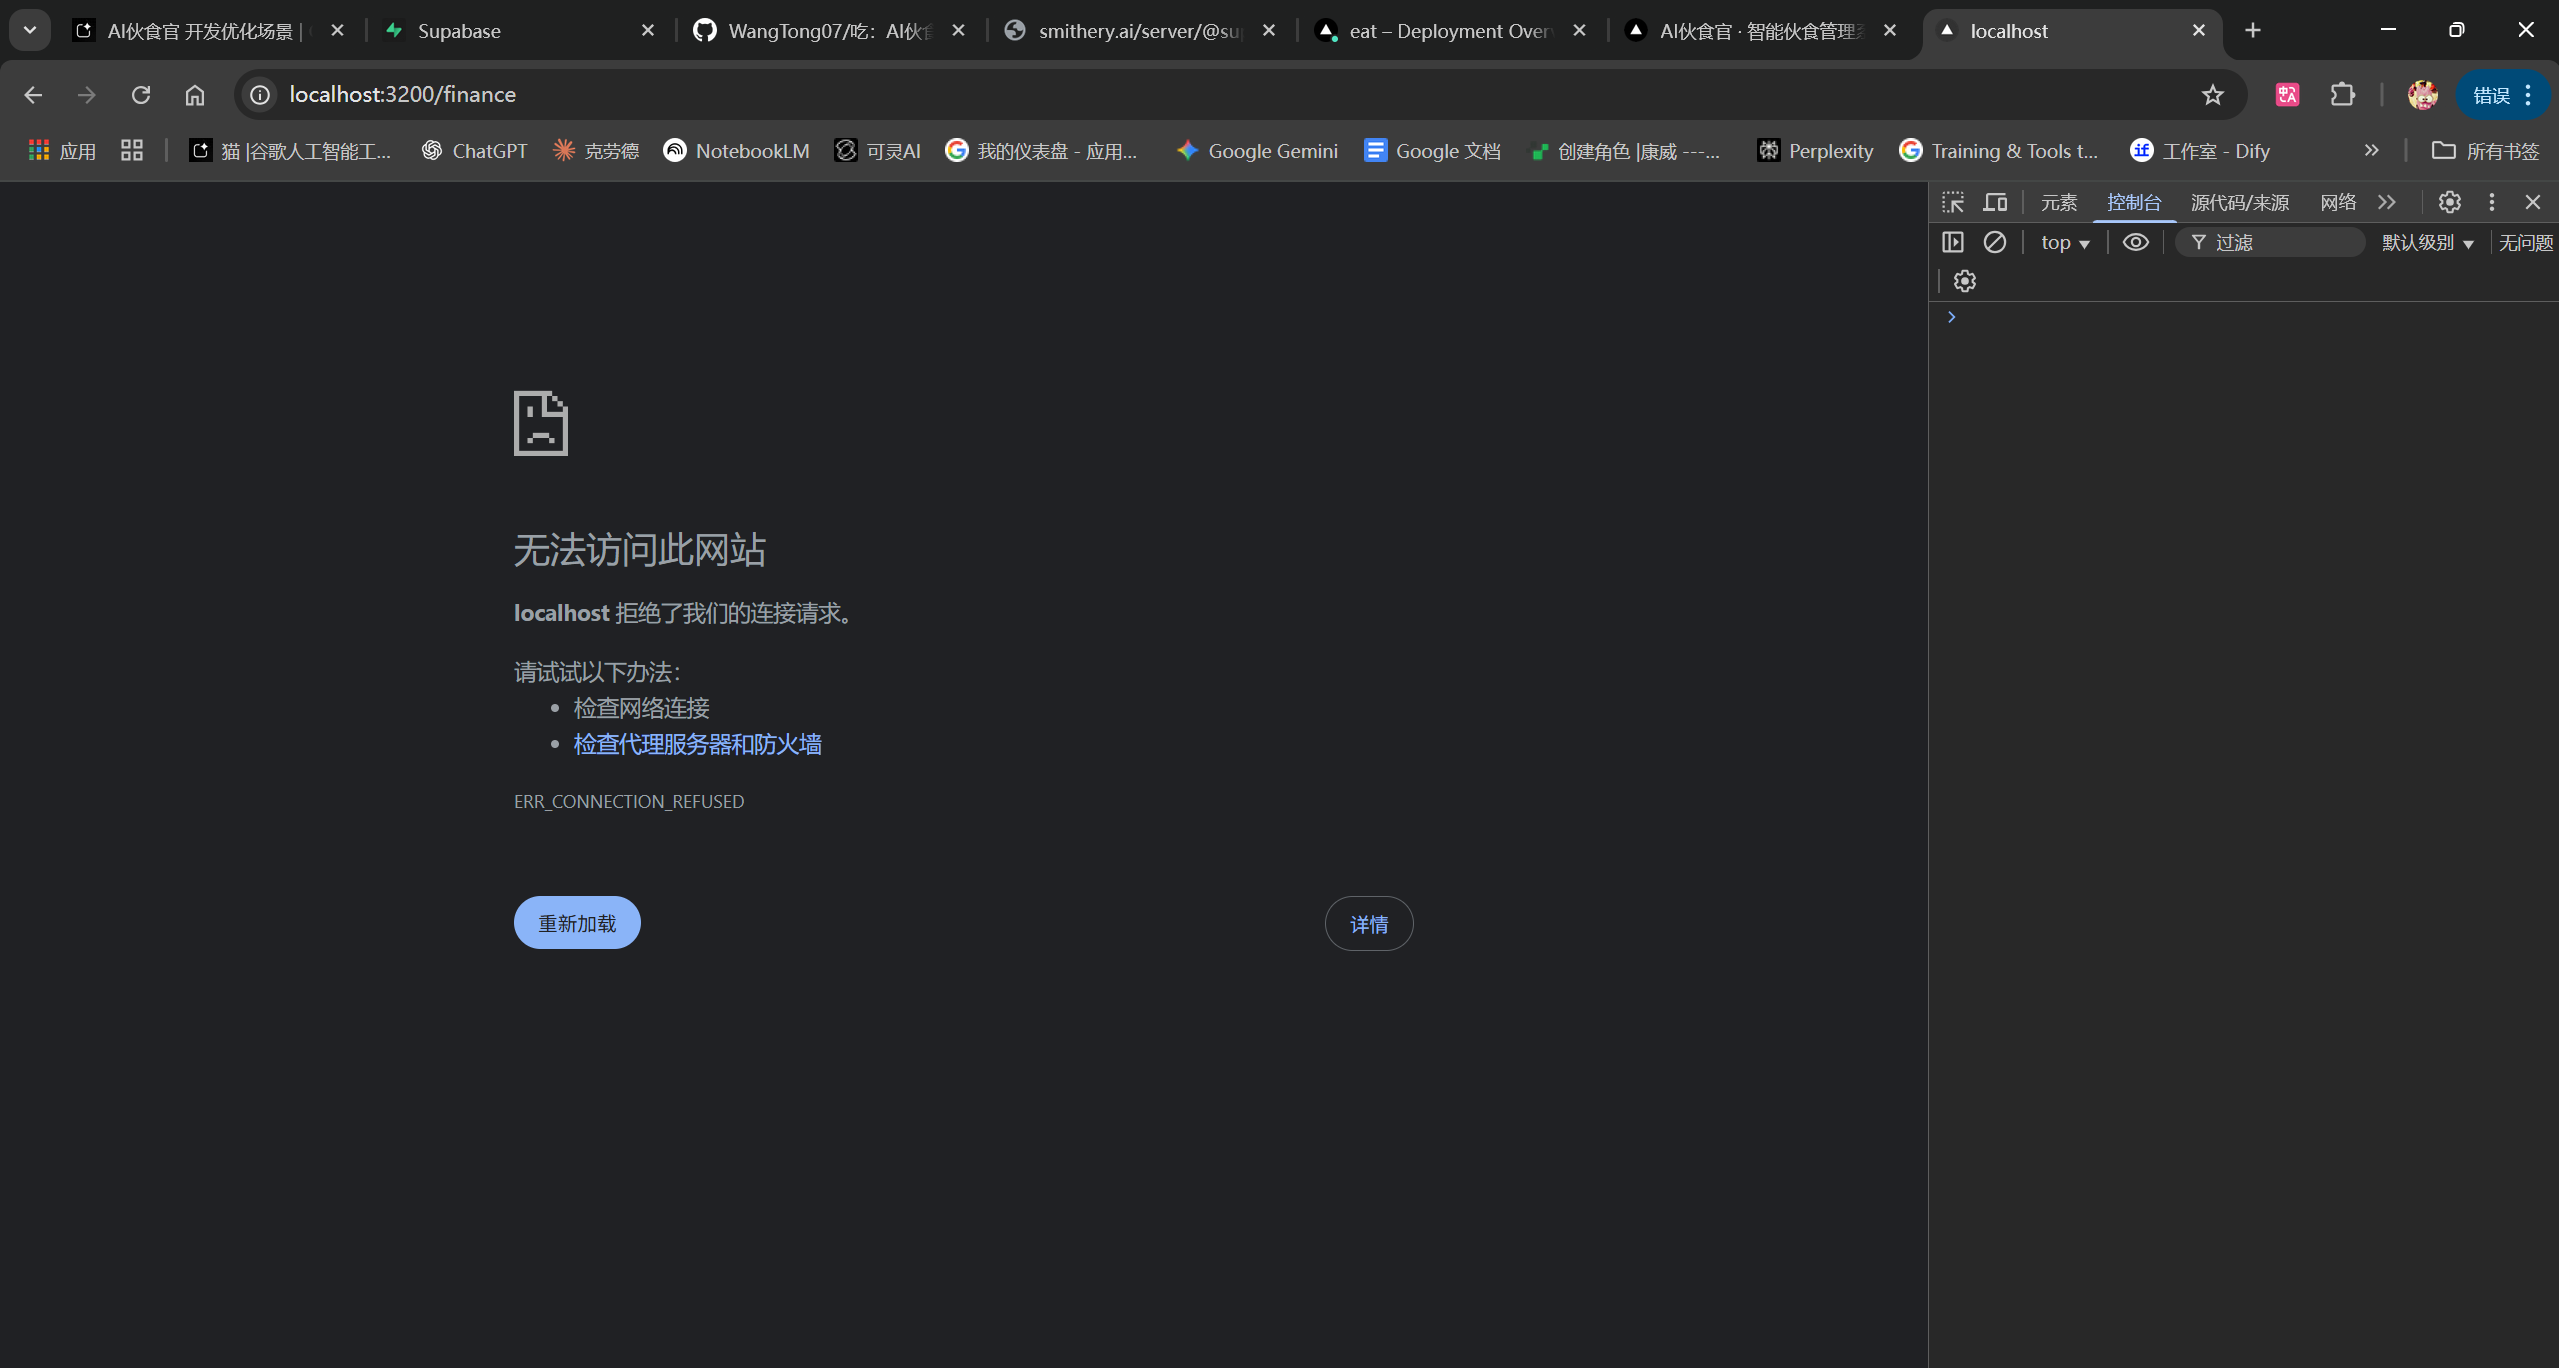 AI伙食官 开发优化场景 |
Supabase
WangTong07/吃：AI伙食
smithery.ai/server/@su
eat – Deployment Over
AI伙食官 · 智能伙食管理系
localhost
localhost:3200/finance
错误
应用
猫 |谷歌人工智能工...
ChatGPT
克劳德
NotebookLM
可灵AI
我的仪表盘 - 应用...
Google Gemini
Google 文档
创建角色 |康威 ---...
Perplexity
Training & Tools t...
工作室 - Dify
所有书签
元素
控制台
源代码/来源
网络
top
过滤
默认级别
无问题
无法访问此网站
localhost 拒绝了我们的连接请求。
请试试以下办法：
检查网络连接
检查代理服务器和防火墙
ERR_CONNECTION_REFUSED
重新加载
详情